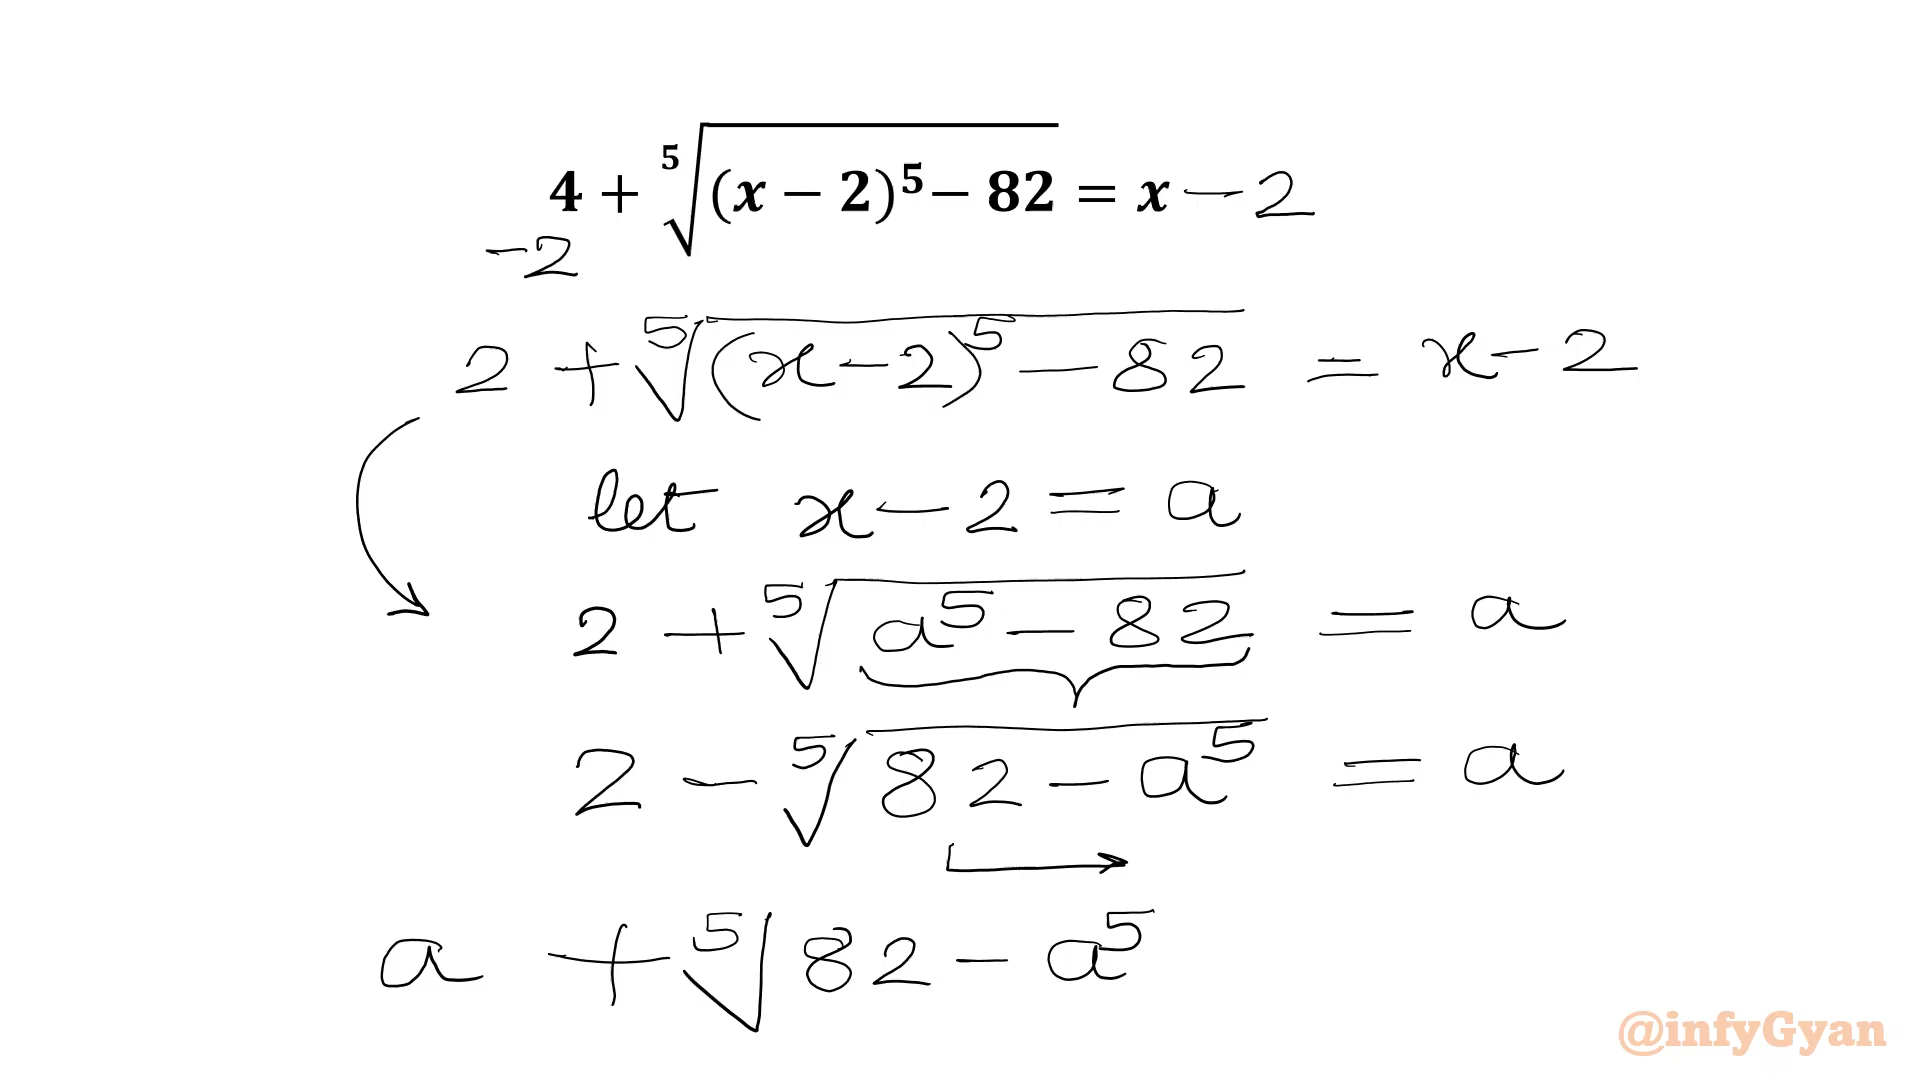 4 + ⁵√((x − 2)⁵ − 82) = x − 2
−2
2 + ⁵√((x − 2)⁵ − 82) = x − 2
let x − 2 = a
2 + ⁵√(a⁵ − 82) = a
2 − ⁵√(82 − a⁵) = a
a + ⁵√82 − a⁵
@infyGyan